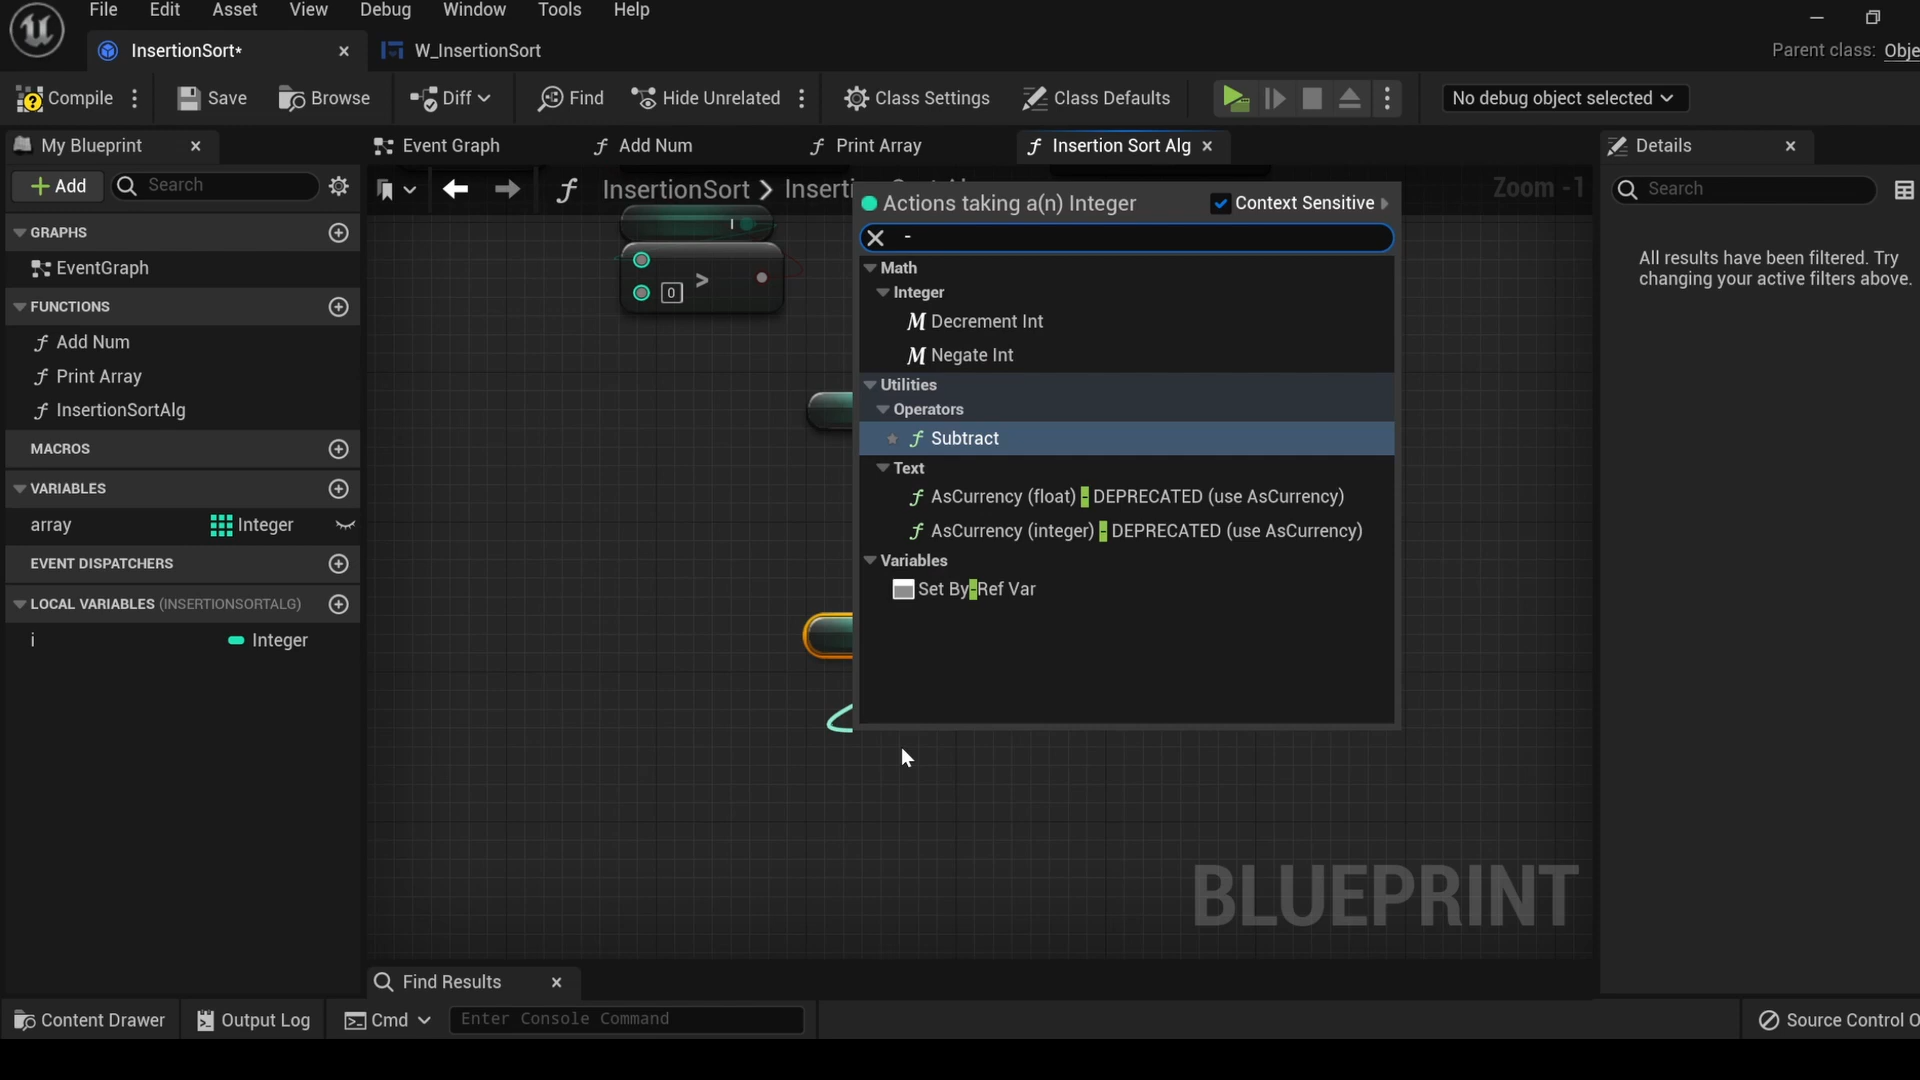 File Edit Asset View Debug Window Tools Help
InsertionSort*
W_InsertionSort
Parent class: Obje
Compile
Save
Browse
Diff
Find
Hide Unrelated
Class Settings
Class Defaults
No debug object selected
My Blueprint
Event Graph
Add Num
Print Array
Insertion Sort Alg
Details
Add
Search
InsertionSort
Zoom -1
Search
Actions taking a(n) Integer
Context Sensitive
-
GRAPHS
EventGraph
FUNCTIONS
Add Num
Print Array
InsertionSortAlg
MACROS
VARIABLES
array Integer
EVENT DISPATCHERS
LOCAL VARIABLES (INSERTIONSORTALG)
i Integer
I
>
0
Math
Integer
Decrement Int
Negate Int
Utilities
Operators
Subtract
Text
AsCurrency (float) - DEPRECATED (use AsCurrency)
AsCurrency (integer) - DEPRECATED (use AsCurrency)
Variables
Set By-Ref Var
All results have been filtered. Try
changing your active filters above.
BLUEPRINT
Find Results
Content Drawer
Output Log
Cmd
Enter Console Command
Source Control O